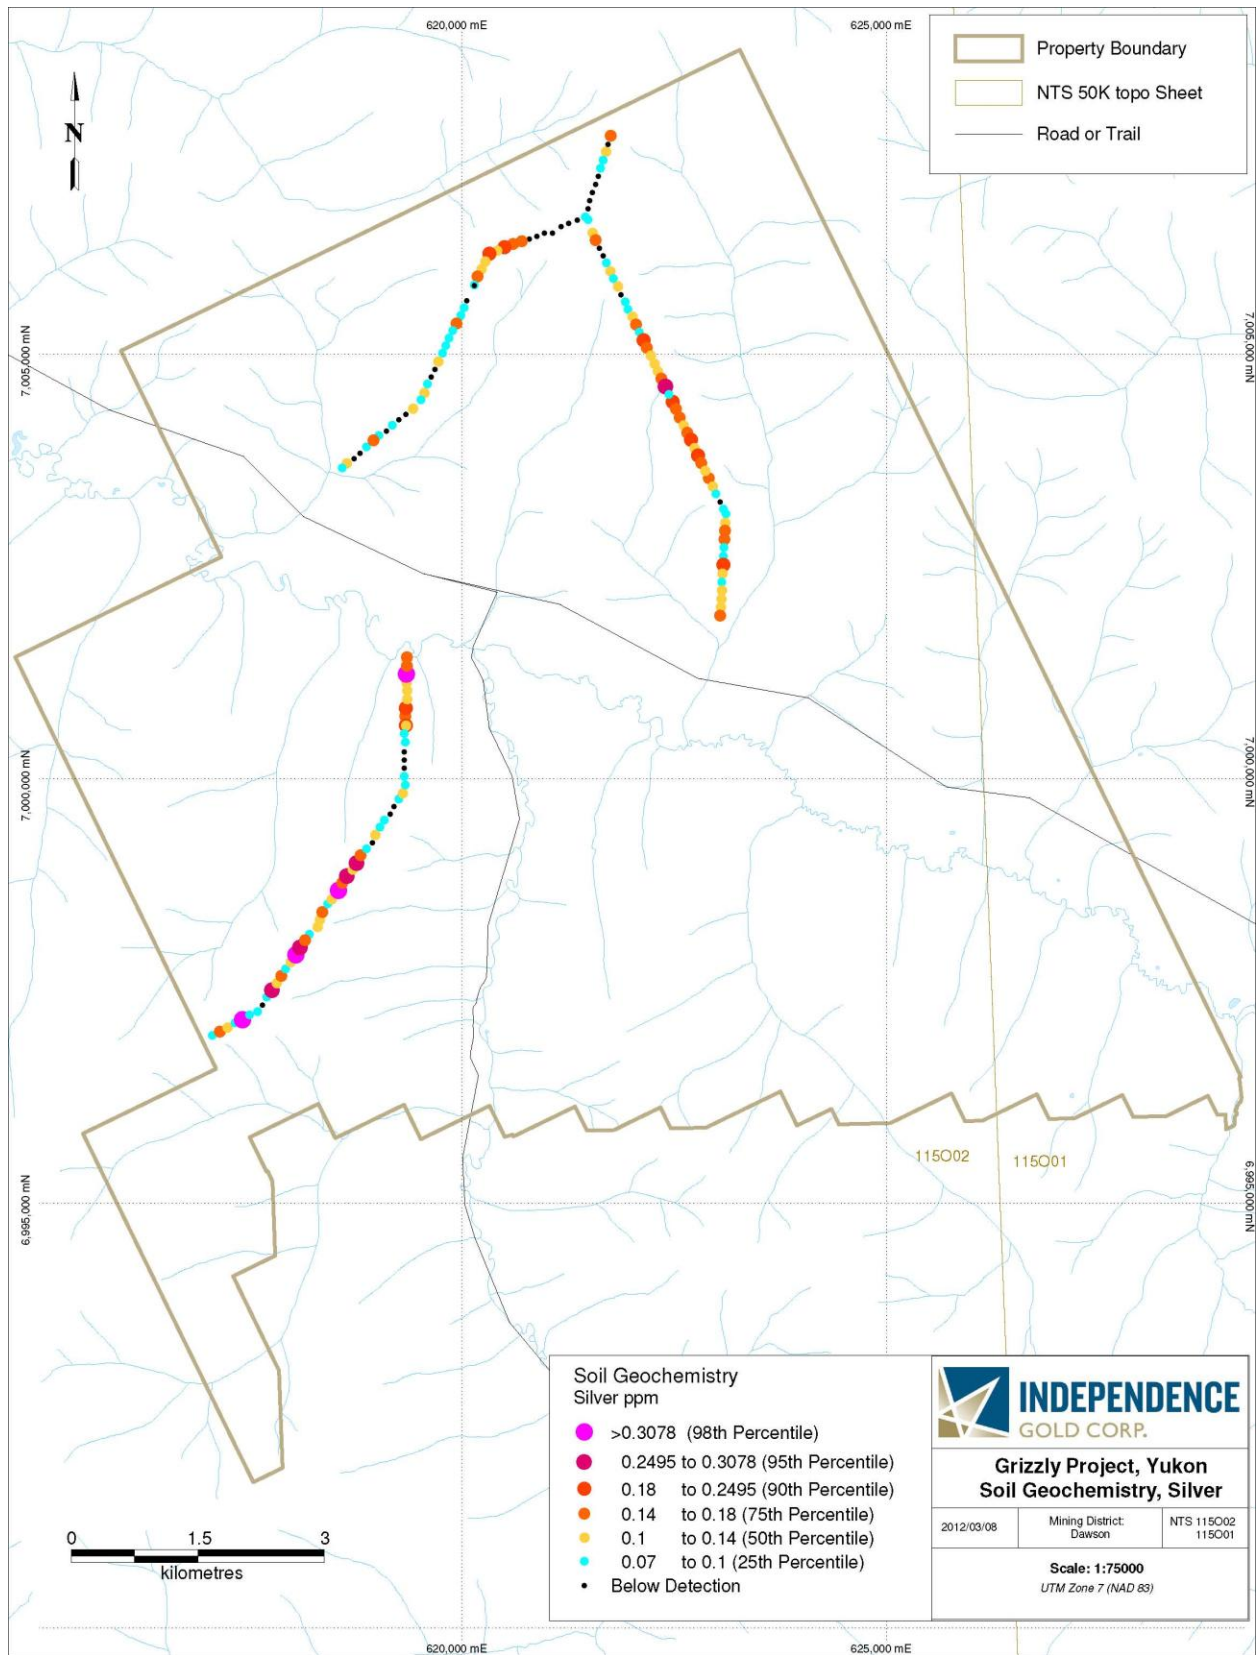 620,000 mE
625,000 mE
Property Boundary
NTS 50K topo Sheet
Road or Trail
N
7,005,000 mN
7,005,000 mN
7,000,000 mN
7,000,000 mN
115O02
115O01
6,995,000 mN
6,995,000 mN
Soil Geochemistry
Silver ppm
>0.3078 (98th Percentile)
0.2495 to 0.3078 (95th Percentile)
0.18 to 0.2495 (90th Percentile)
0.14 to 0.18 (75th Percentile)
0.1 to 0.14 (50th Percentile)
0.07 to 0.1 (25th Percentile)
Below Detection
INDEPENDENCE
GOLD CORP.
Grizzly Project, Yukon
Soil Geochemistry, Silver
2012/03/08
Mining District:
Dawson
NTS 115O02
115O01
Scale: 1:75000
UTM Zone 7 (NAD 83)
0 1.5 3
kilometres
620,000 mE
625,000 mE